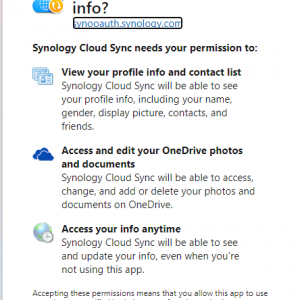 info?
synooauth.synology.com
Synology Cloud Sync needs your permission to:
View your profile info and contact list
Synology Cloud Sync will be able to see
your profile info, including your name,
gender, display picture, contacts, and
friends.
Access and edit your OneDrive photos
and documents
Synology Cloud Sync will be able to access,
change, and add or delete your photos and
documents on OneDrive.
Access your info anytime
Synology Cloud Sync will be able to see
and update your info, even when you're
not using this app.
Accepting these permissions means that you allow this app to use